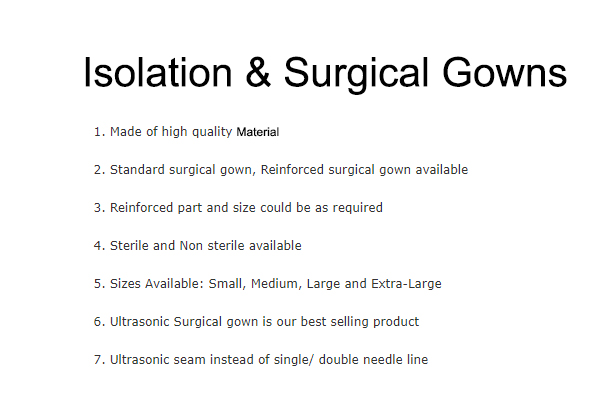 Isolation & Surgical Gowns
1. Made of high quality Material
2. Standard surgical gown, Reinforced surgical gown available
3. Reinforced part and size could be as required
4. Sterile and Non sterile available
5. Sizes Available: Small, Medium, Large and Extra-Large
6. Ultrasonic Surgical gown is our best selling product
7. Ultrasonic seam instead of single/ double needle line